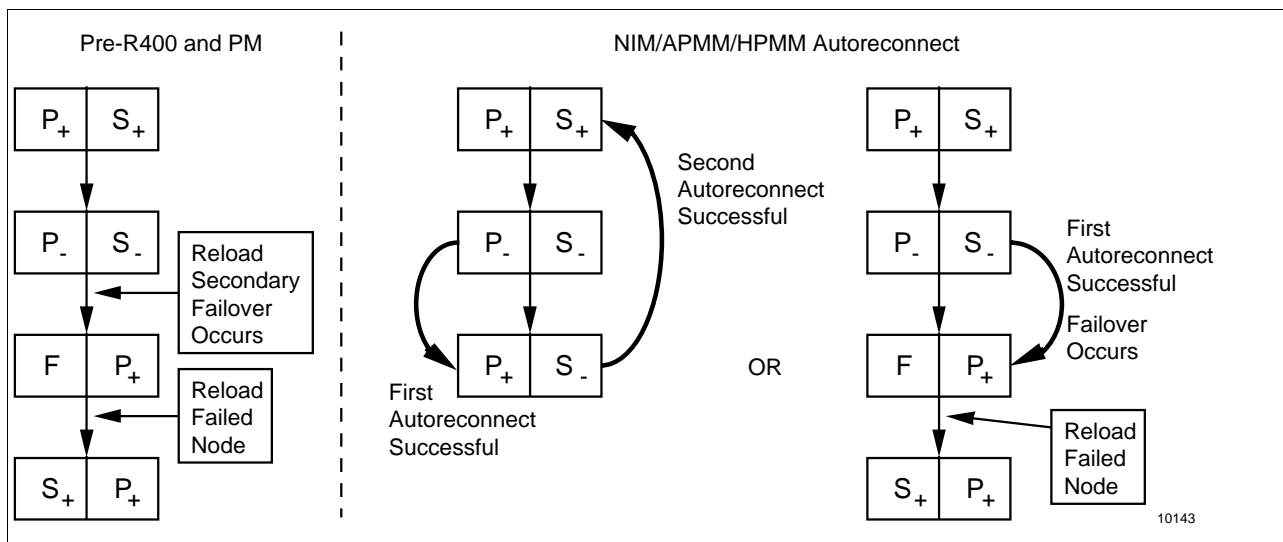 Pre-R400 and PM
P+ S+
P- S-
Reload
Secondary
Failover
Occurs
F P+
Reload
Failed
Node
S+ P+
NIM/APMM/HPMM Autoreconnect
P+ S+
Second
Autoreconnect
Successful
P- S-
P+ S-
First
Autoreconnect
Successful
OR
P+ S+
P- S-
First
Autoreconnect
Successful
Failover
Occurs
F P+
Reload
Failed
Node
S+ P+
10143